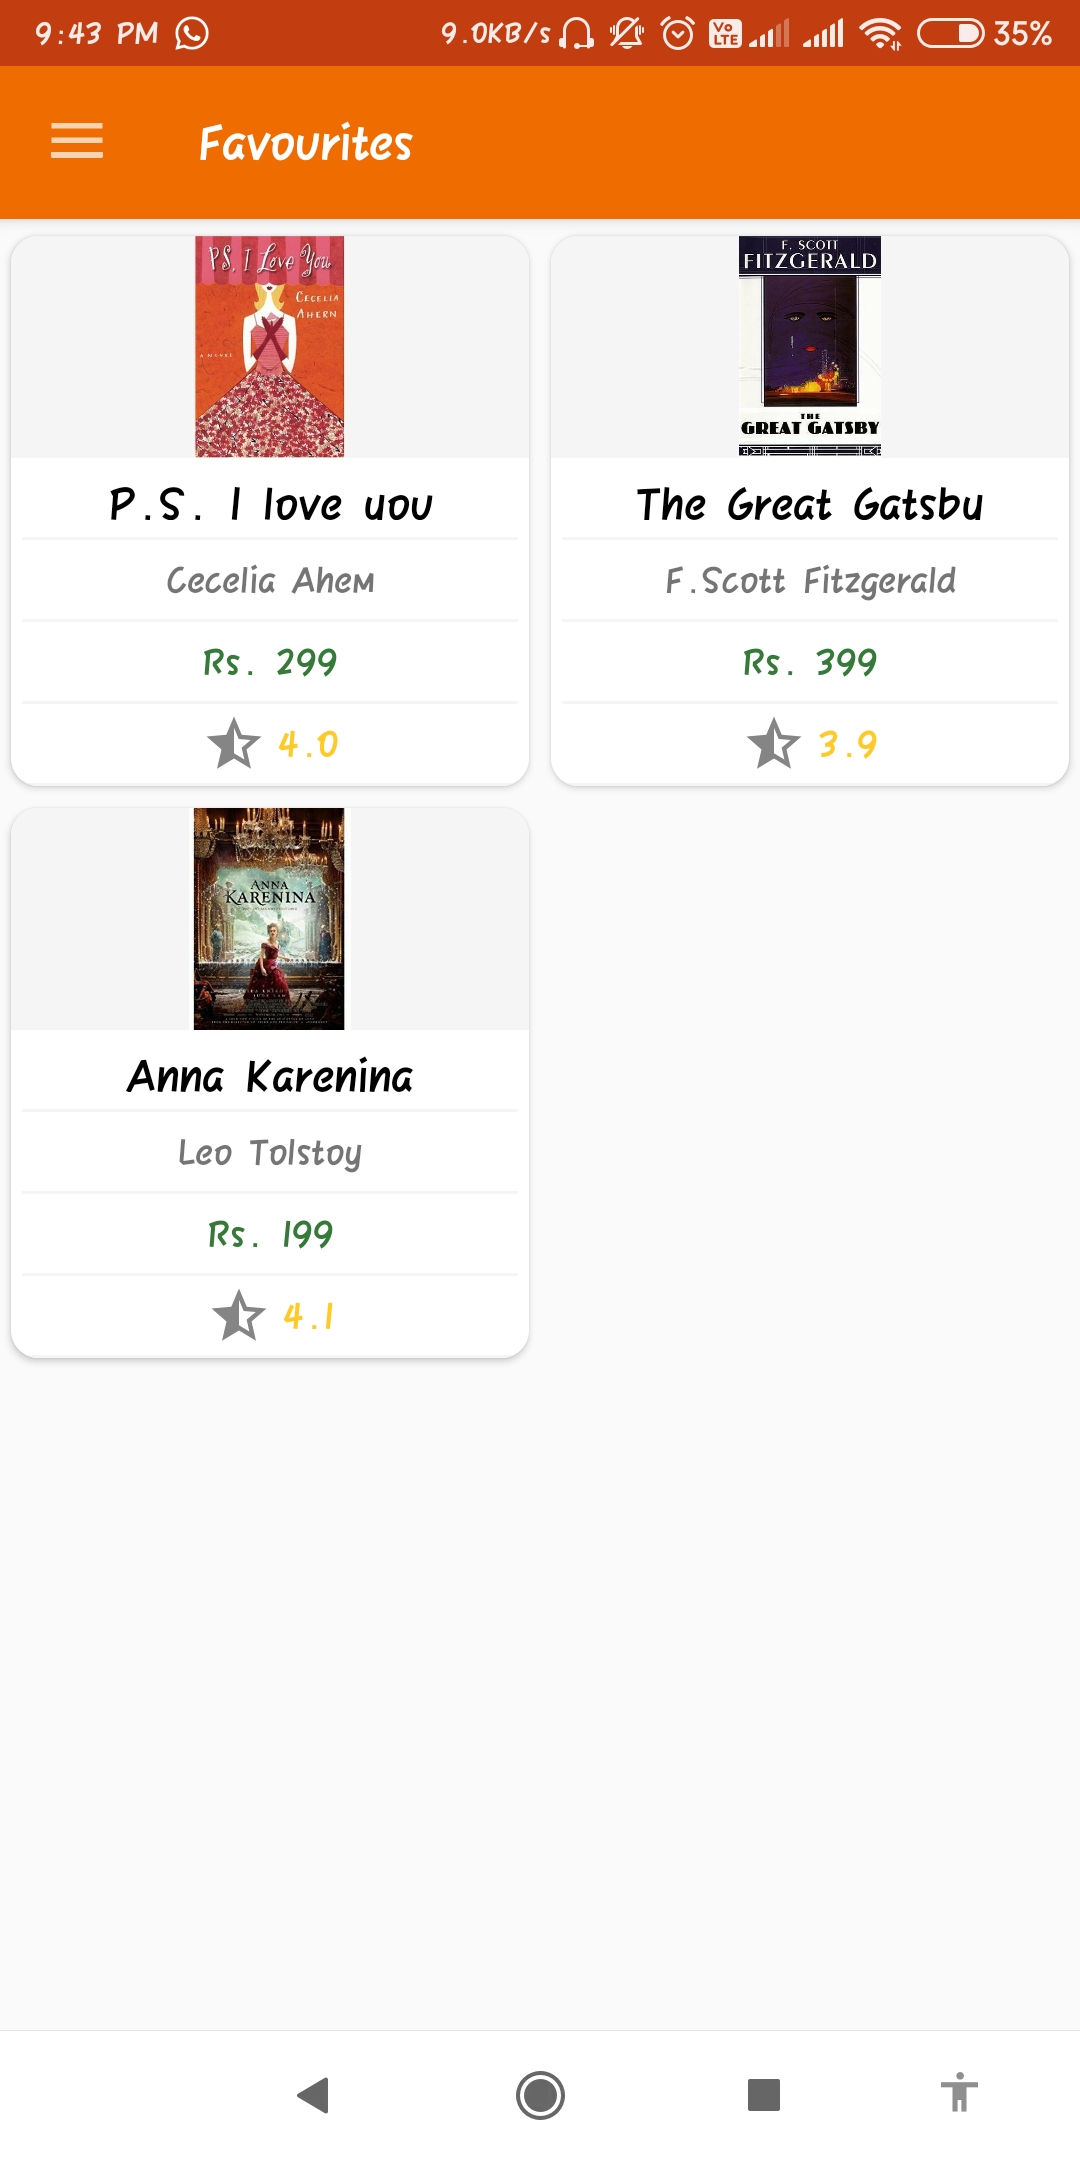 9:43 PM 9.0KB/s Vo LTE 35%
Favourites
P.S, I Love You
CECELIA
AHERN
A NOVEL
P.S. I love you
Cecelia Ahem
Rs. 299
4.0
F. SCOTT
FITZGERALD
THE
GREAT GATSBY
The Great Gatsby
F.Scott Fitzgerald
Rs. 399
3.9
ANNA
KARENINA
Anna Karenina
Leo Tolstoy
Rs. 199
4.1